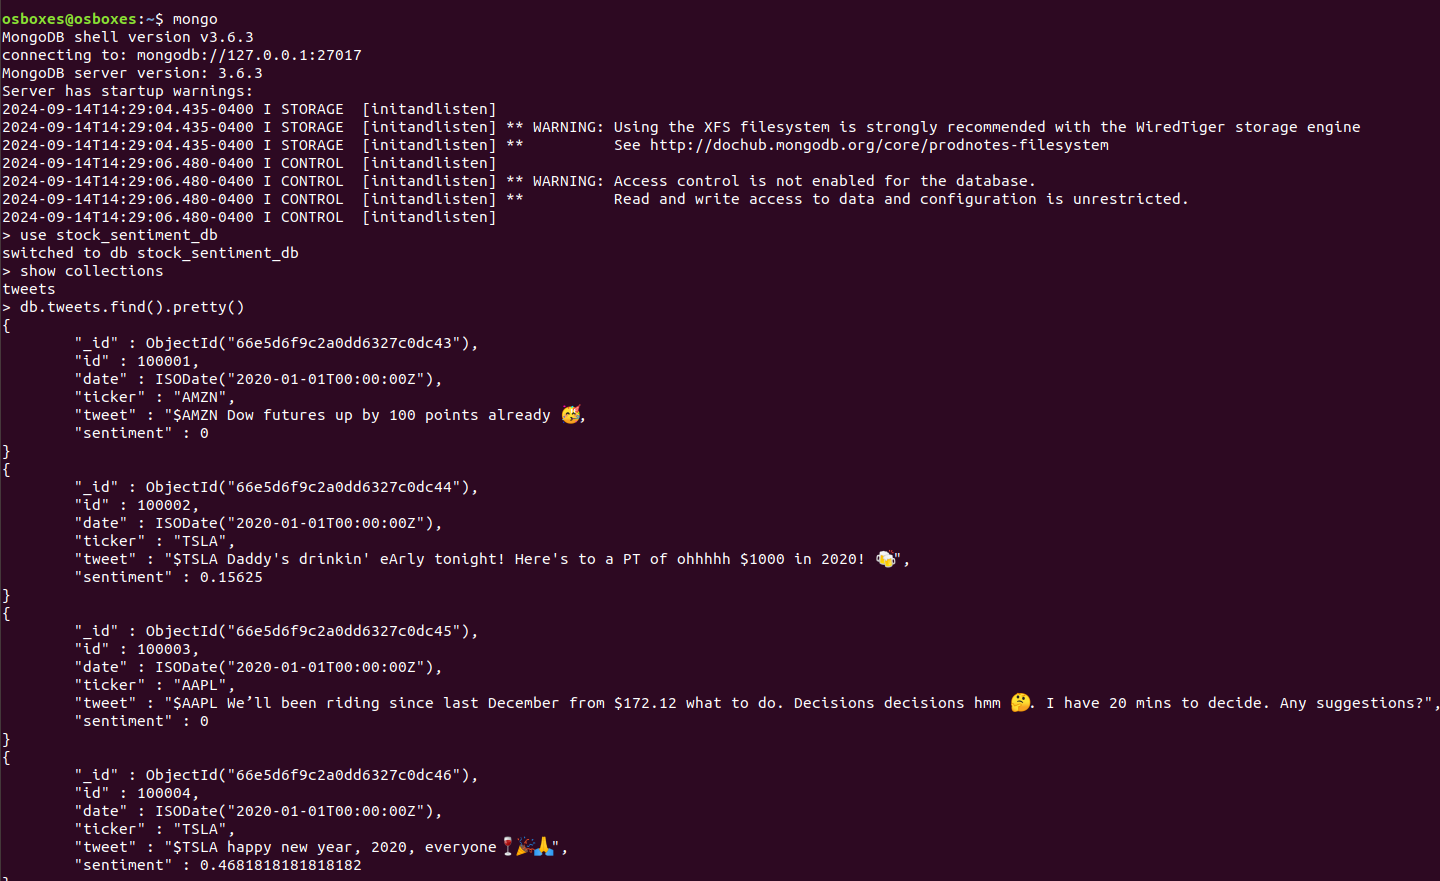 osboxes@osboxes:~$ mongo
MongoDB shell version v3.6.3
connecting to: mongodb://127.0.0.1:27017
MongoDB server version: 3.6.3
Server has startup warnings:
2024-09-14T14:29:04.435-0400 I STORAGE  [initandlisten]
2024-09-14T14:29:04.435-0400 I STORAGE  [initandlisten] ** WARNING: Using the XFS filesystem is strongly recommended with the WiredTiger storage engine
2024-09-14T14:29:04.435-0400 I STORAGE  [initandlisten] **          See http://dochub.mongodb.org/core/prodnotes-filesystem
2024-09-14T14:29:06.480-0400 I CONTROL  [initandlisten]
2024-09-14T14:29:06.480-0400 I CONTROL  [initandlisten] ** WARNING: Access control is not enabled for the database.
2024-09-14T14:29:06.480-0400 I CONTROL  [initandlisten] **          Read and write access to data and configuration is unrestricted.
2024-09-14T14:29:06.480-0400 I CONTROL  [initandlisten]
> use stock_sentiment_db
switched to db stock_sentiment_db
> show collections
tweets
> db.tweets.find().pretty()
{
        "_id" : ObjectId("66e5d6f9c2a0dd6327c0dc43"),
        "id" : 100001,
        "date" : ISODate("2020-01-01T00:00:00Z"),
        "ticker" : "AMZN",
        "tweet" : "$AMZN Dow futures up by 100 points already 🥳,
        "sentiment" : 0
}
{
        "_id" : ObjectId("66e5d6f9c2a0dd6327c0dc44"),
        "id" : 100002,
        "date" : ISODate("2020-01-01T00:00:00Z"),
        "ticker" : "TSLA",
        "tweet" : "$TSLA Daddy's drinkin' eArly tonight! Here's to a PT of ohhhhh $1000 in 2020! 🍻",
        "sentiment" : 0.15625
}
{
        "_id" : ObjectId("66e5d6f9c2a0dd6327c0dc45"),
        "id" : 100003,
        "date" : ISODate("2020-01-01T00:00:00Z"),
        "ticker" : "AAPL",
        "tweet" : "$AAPL We’ll been riding since last December from $172.12 what to do. Decisions decisions hmm 🤔. I have 20 mins to decide. Any suggestions?",
        "sentiment" : 0
}
{
        "_id" : ObjectId("66e5d6f9c2a0dd6327c0dc46"),
        "id" : 100004,
        "date" : ISODate("2020-01-01T00:00:00Z"),
        "ticker" : "TSLA",
        "tweet" : "$TSLA happy new year, 2020, everyone🍷🎉🙏",
        "sentiment" : 0.4681818181818182
}